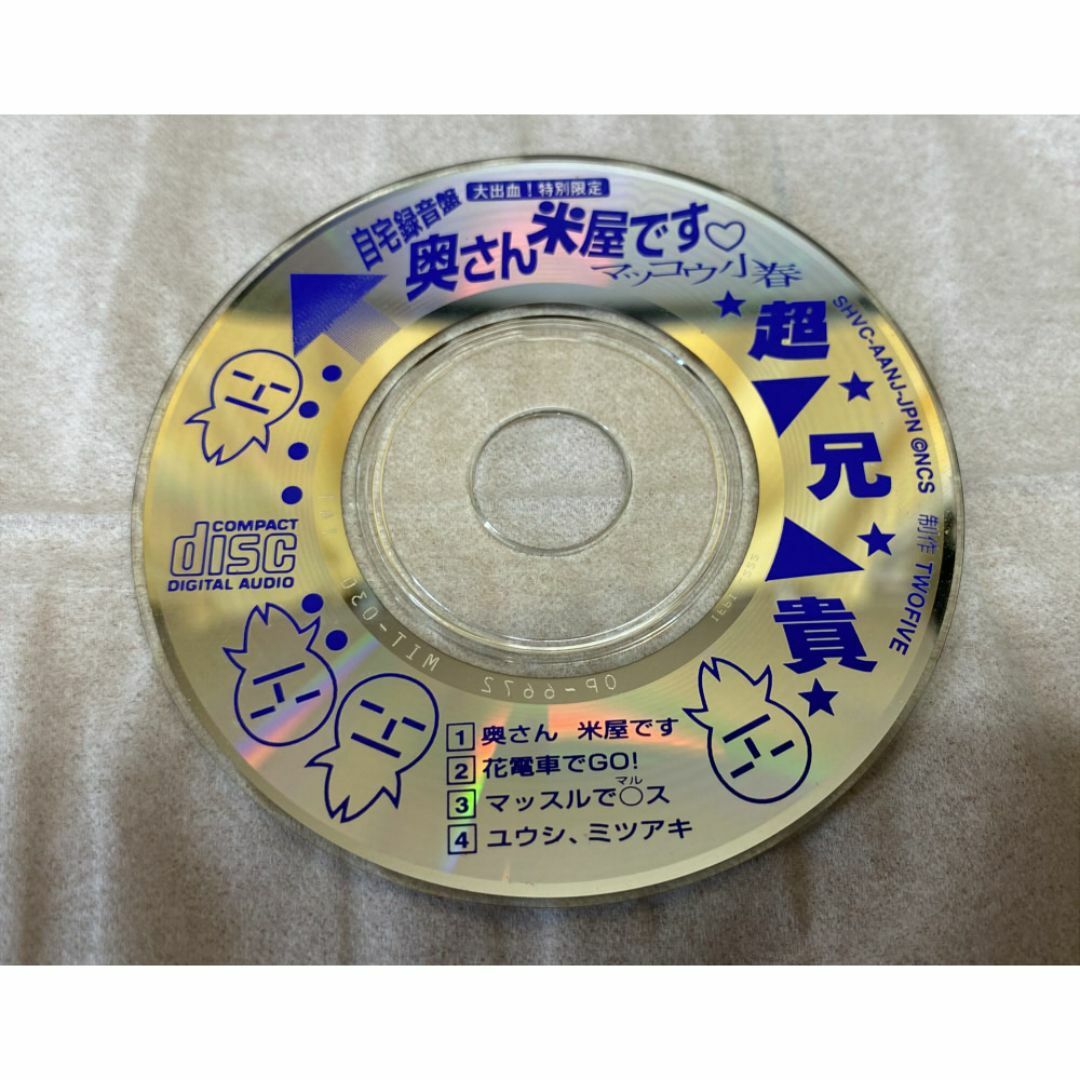 大出血!特別限定
自宅録音盤
奥さん米屋です♡
マッコウ小春
超兄貴
SHVC-AANJ-JPN ©NCS 制作 TWOFIVE
COMPACT
disc
DIGITAL AUDIO
1 奥さん 米屋です
2 花電車でGO!
マル
3 マッスルで○ス
4 ユウシ、ミツアキ
OP-6672